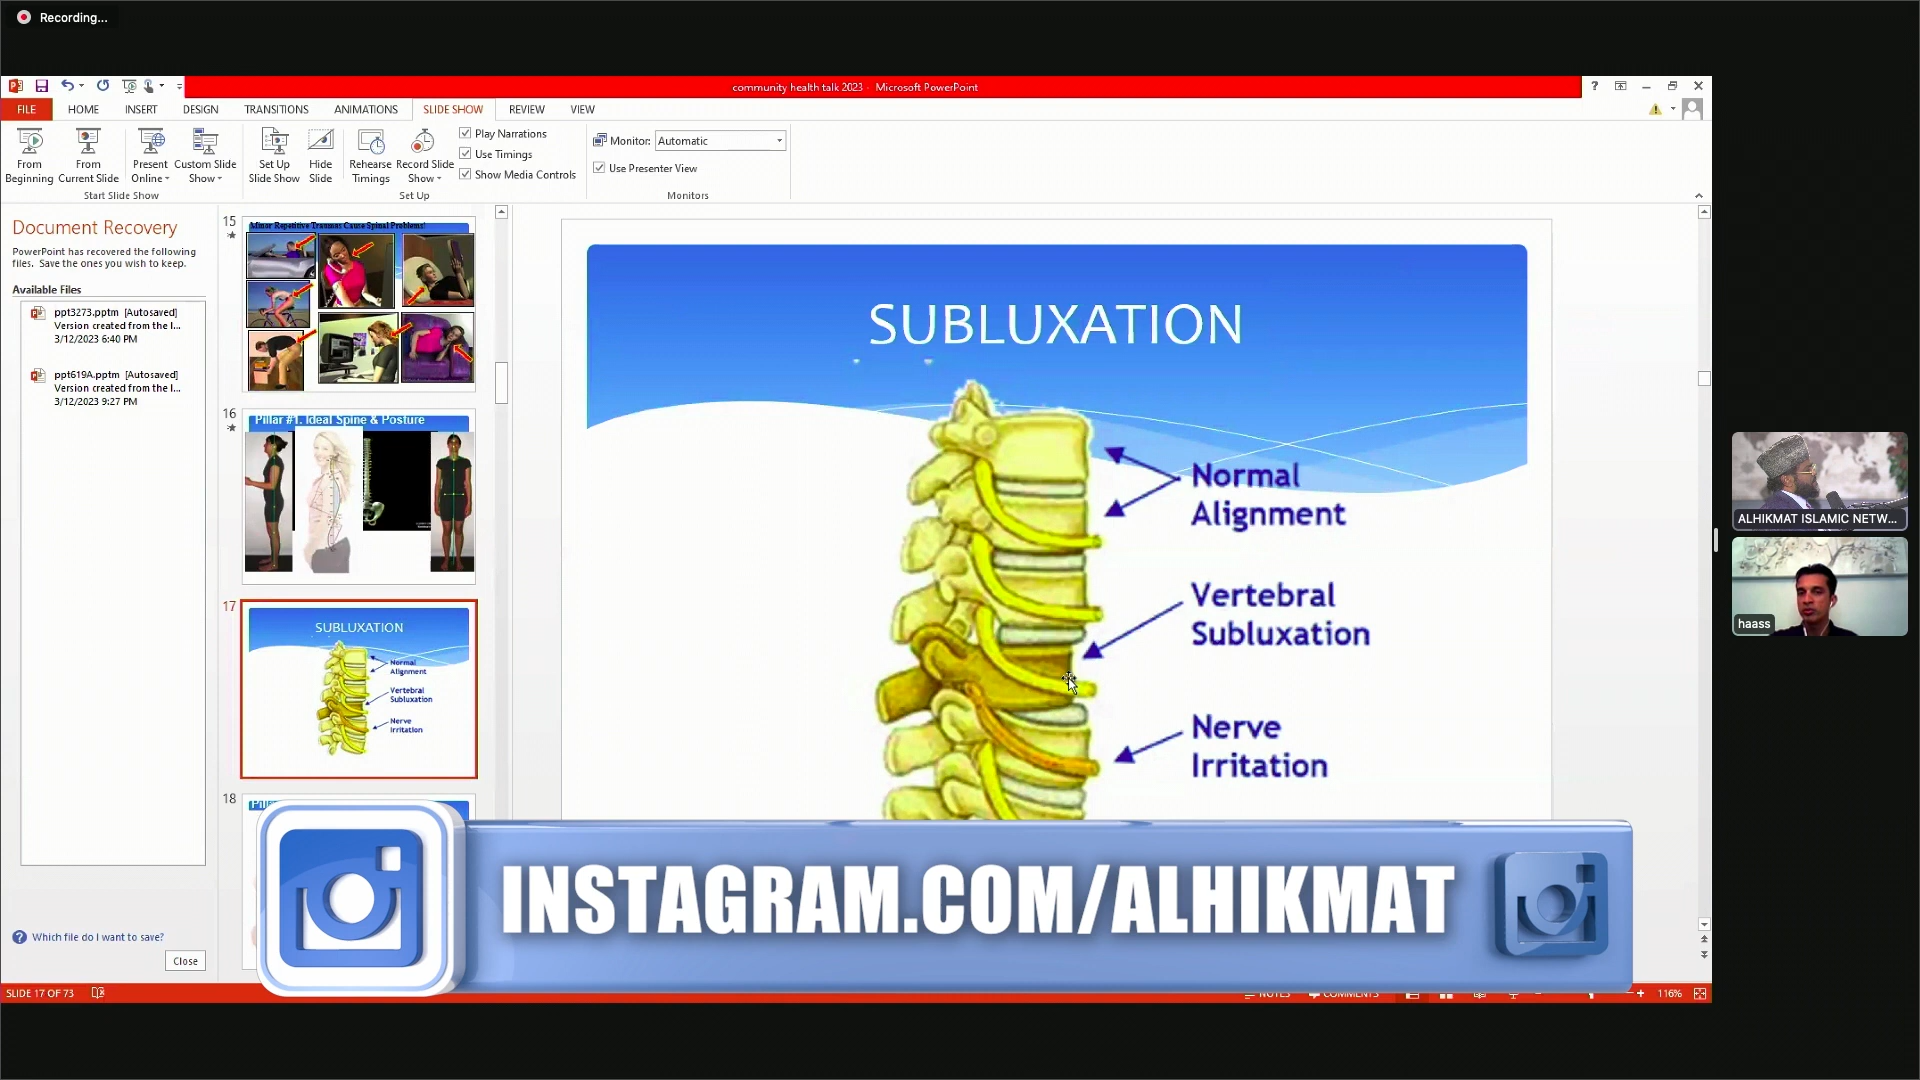 Recording...
community health talk 2023 - Microsoft PowerPoint
FILE HOME INSERT DESIGN TRANSITIONS ANIMATIONS SLIDE SHOW REVIEW VIEW
From Beginning
From Current Slide
Present Online
Custom Slide Show
Start Slide Show
Set Up Slide Show
Hide Slide
Rehearse Timings
Record Slide Show
Play Narrations
Use Timings
Show Media Controls
Set Up
Monitor: Automatic
Use Presenter View
Monitors
Document Recovery
PowerPoint has recovered the following
files. Save the ones you wish to keep.
Available Files
ppt3273.pptm [Autosaved]
Version created from the l...
3/12/2023 6:40 PM
ppt619A.pptm [Autosaved]
Version created from the l...
3/12/2023 9:27 PM
Which file do I want to save?
Close
15
Minor Repetitive Traumas Cause Spinal Problems!
16
Pillar #1. Ideal Spine & Posture
17
SUBLUXATION
Normal
Alignment
Vertebral
Subluxation
Nerve
Irritation
18
SUBLUXATION
Normal
Alignment
Vertebral
Subluxation
Nerve
Irritation
ALHIKMAT ISLAMIC NETW...
haass
INSTAGRAM.COM/ALHIKMAT
SLIDE 17 OF 73
NOTES
COMMENTS
116%